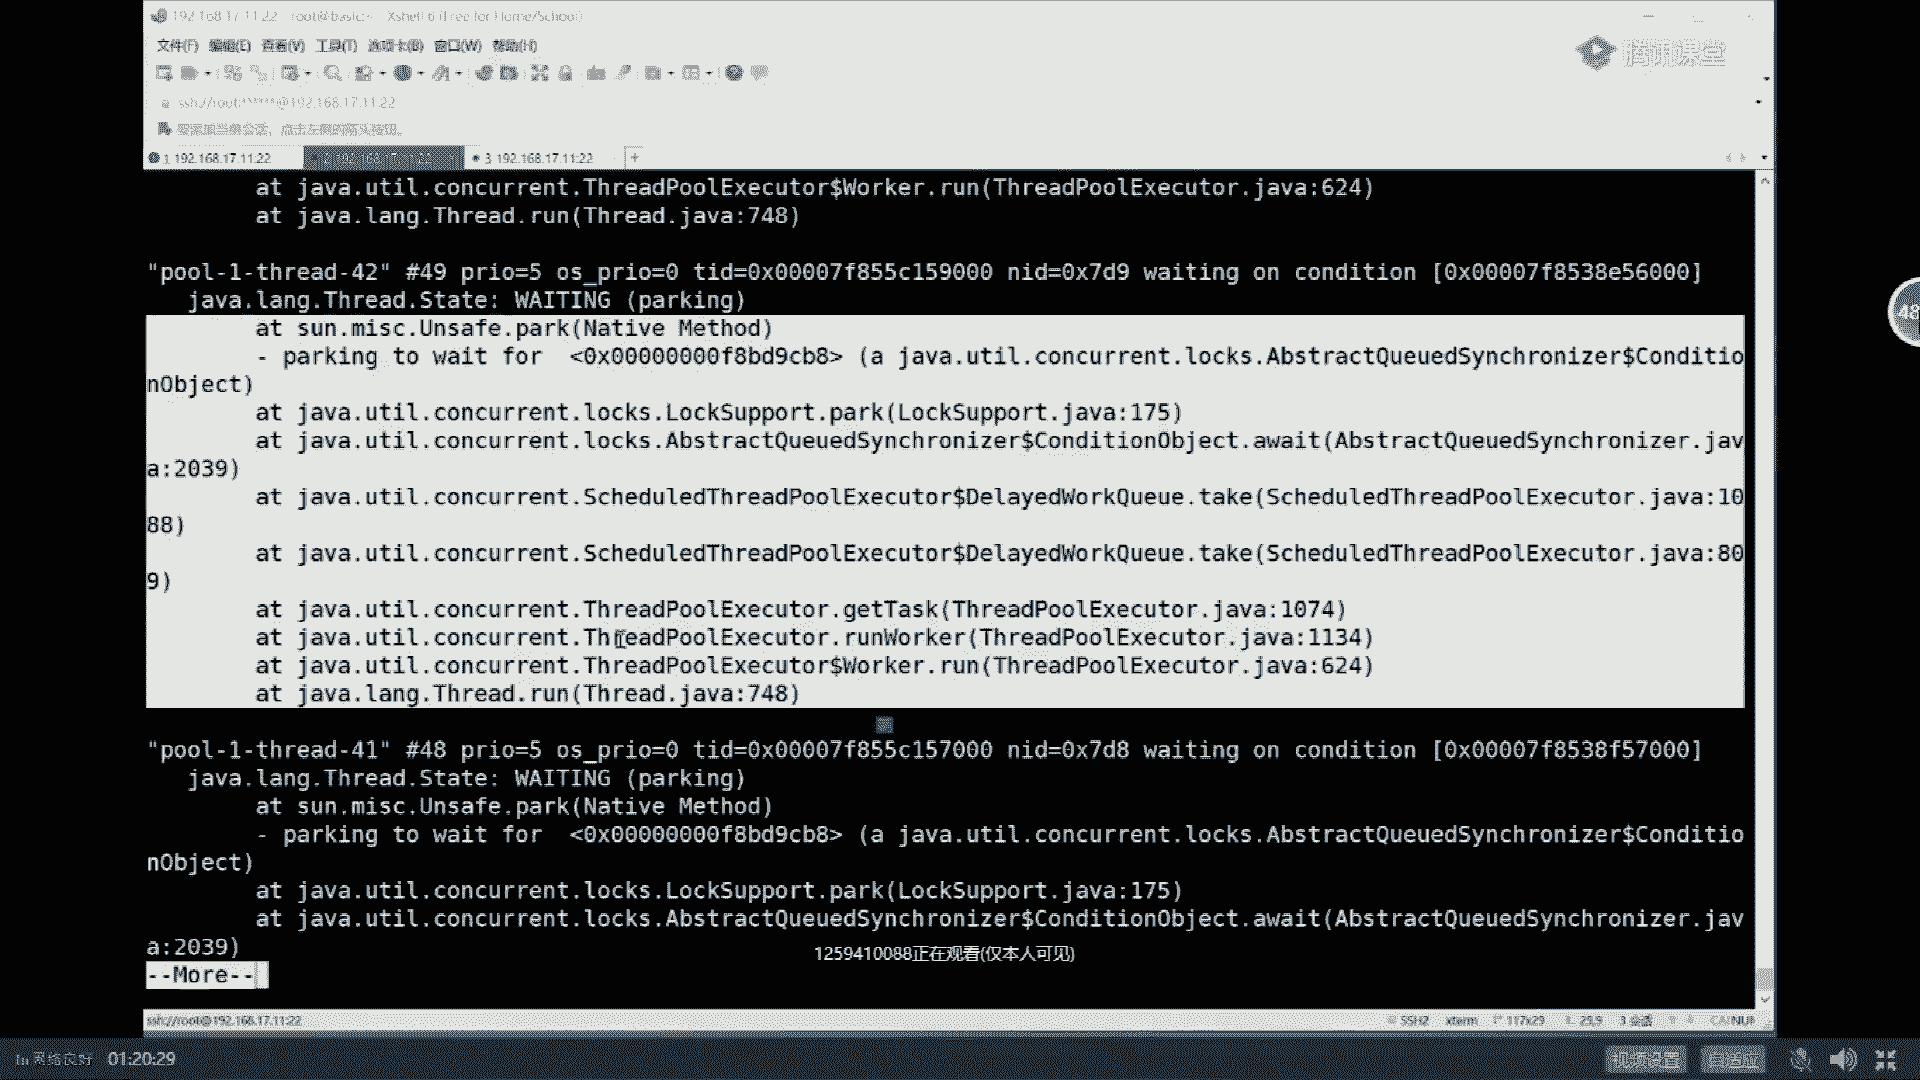 192.168.17.11:22 - root@basic:~ - Xshell 6 (Free for Home/School)
文件(F) 编辑(E) 查看(V) 工具(T) 选项卡(B) 窗口(W) 帮助(H)
腾讯课堂
ssh://root:******@192.168.17.11:22
要添加当前会话，点击左侧的箭头按钮。
1 192.168.17.11:22 2 192.168.17.11:22 3 192.168.17.11:22 +
at java.util.concurrent.ThreadPoolExecutor$Worker.run(ThreadPoolExecutor.java:624)
at java.lang.Thread.run(Thread.java:748)
"pool-1-thread-42" #49 prio=5 os_prio=0 tid=0x00007f855c159000 nid=0x7d9 waiting on condition [0x00007f8538e56000]
java.lang.Thread.State: WAITING (parking)
at sun.misc.Unsafe.park(Native Method)
- parking to wait for  <0x00000000f8bd9cb8> (a java.util.concurrent.locks.AbstractQueuedSynchronizer$Conditio
nObject)
at java.util.concurrent.locks.LockSupport.park(LockSupport.java:175)
at java.util.concurrent.locks.AbstractQueuedSynchronizer$ConditionObject.await(AbstractQueuedSynchronizer.jav
a:2039)
at java.util.concurrent.ScheduledThreadPoolExecutor$DelayedWorkQueue.take(ScheduledThreadPoolExecutor.java:10
88)
at java.util.concurrent.ScheduledThreadPoolExecutor$DelayedWorkQueue.take(ScheduledThreadPoolExecutor.java:80
9)
at java.util.concurrent.ThreadPoolExecutor.getTask(ThreadPoolExecutor.java:1074)
at java.util.concurrent.ThreadPoolExecutor.runWorker(ThreadPoolExecutor.java:1134)
at java.util.concurrent.ThreadPoolExecutor$Worker.run(ThreadPoolExecutor.java:624)
at java.lang.Thread.run(Thread.java:748)
"pool-1-thread-41" #48 prio=5 os_prio=0 tid=0x00007f855c157000 nid=0x7d8 waiting on condition [0x00007f8538f57000]
java.lang.Thread.State: WAITING (parking)
at sun.misc.Unsafe.park(Native Method)
- parking to wait for  <0x00000000f8bd9cb8> (a java.util.concurrent.locks.AbstractQueuedSynchronizer$Conditio
nObject)
at java.util.concurrent.locks.LockSupport.park(LockSupport.java:175)
at java.util.concurrent.locks.AbstractQueuedSynchronizer$ConditionObject.await(AbstractQueuedSynchronizer.jav
a:2039)
1259410088正在观看(仅本人可见)
--More--
ssh://root@192.168.17.11:22 SSH2 xterm 117x29 29,9 3 会话 CAP NUM
网络良好 01:20:29 视频设置 自适应
48